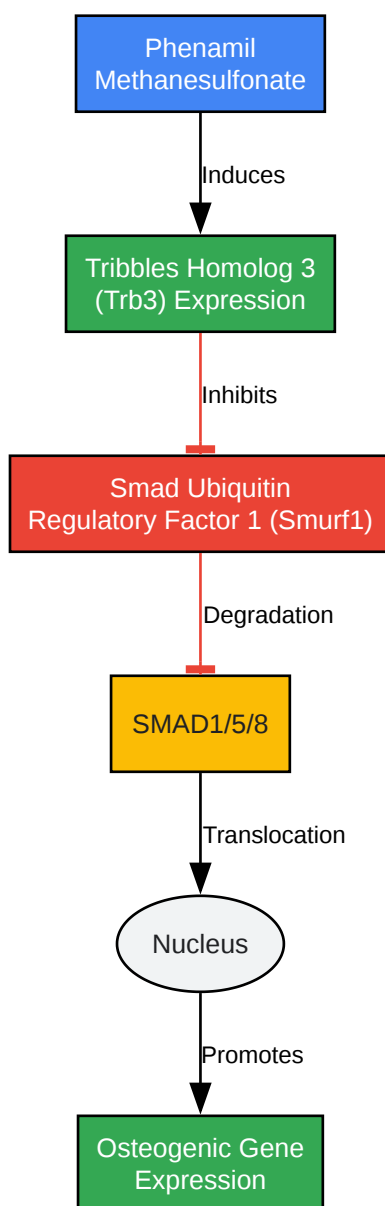 Phenamil
Methanesulfonate
Induces
Tribbles Homolog 3
(Trb3) Expression
Inhibits
Smad Ubiquitin
Regulatory Factor 1 (Smurf1)
Degradation
SMAD1/5/8
Translocation
Nucleus
Promotes
Osteogenic Gene
Expression